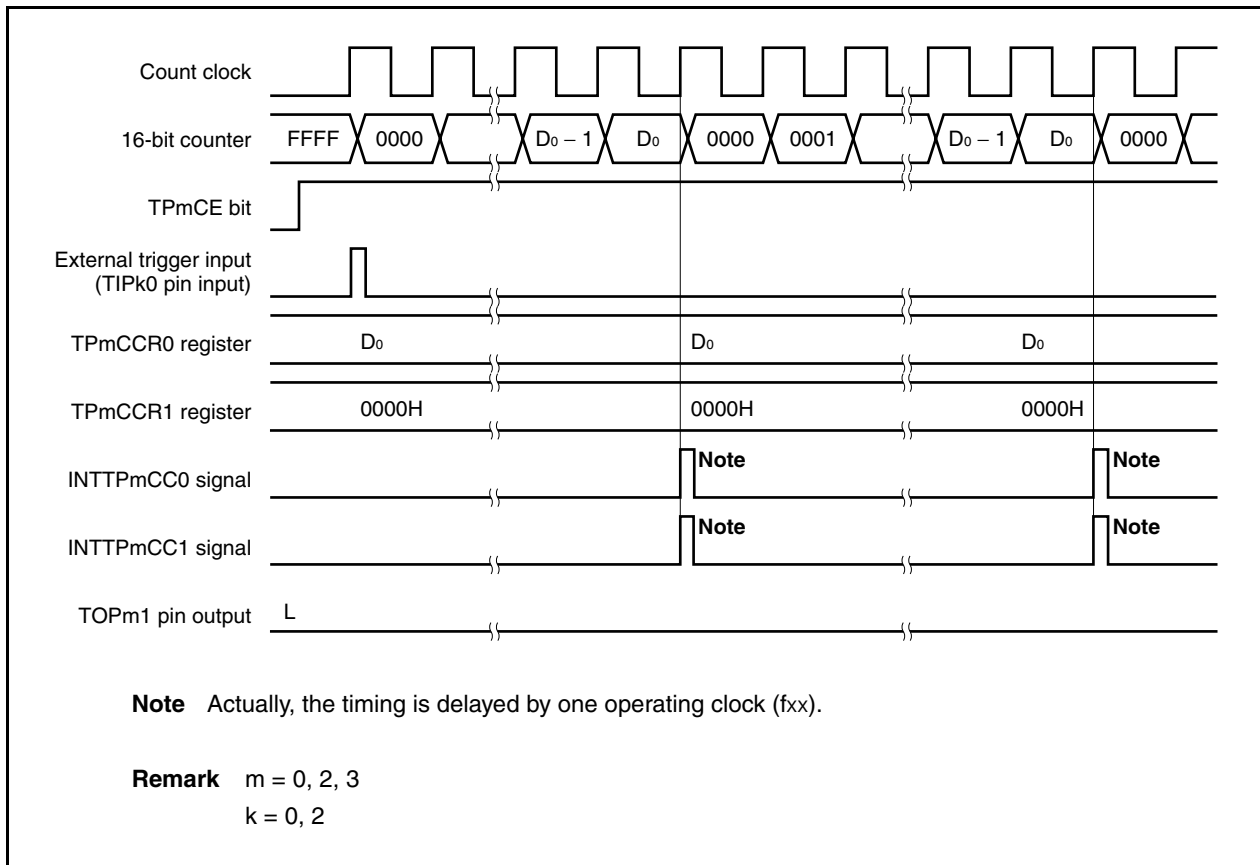 Count clock
16-bit counter FFFF 0000 D0 – 1 D0 0000 0001 D0 – 1 D0 0000
TPmCE bit
External trigger input
(TIPk0 pin input)
TPmCCR0 register D0 D0 D0
TPmCCR1 register 0000H 0000H 0000H
INTTPmCC0 signal Note Note
INTTPmCC1 signal Note Note
TOPm1 pin output L
Note Actually, the timing is delayed by one operating clock (fxx).
Remark m = 0, 2, 3
k = 0, 2